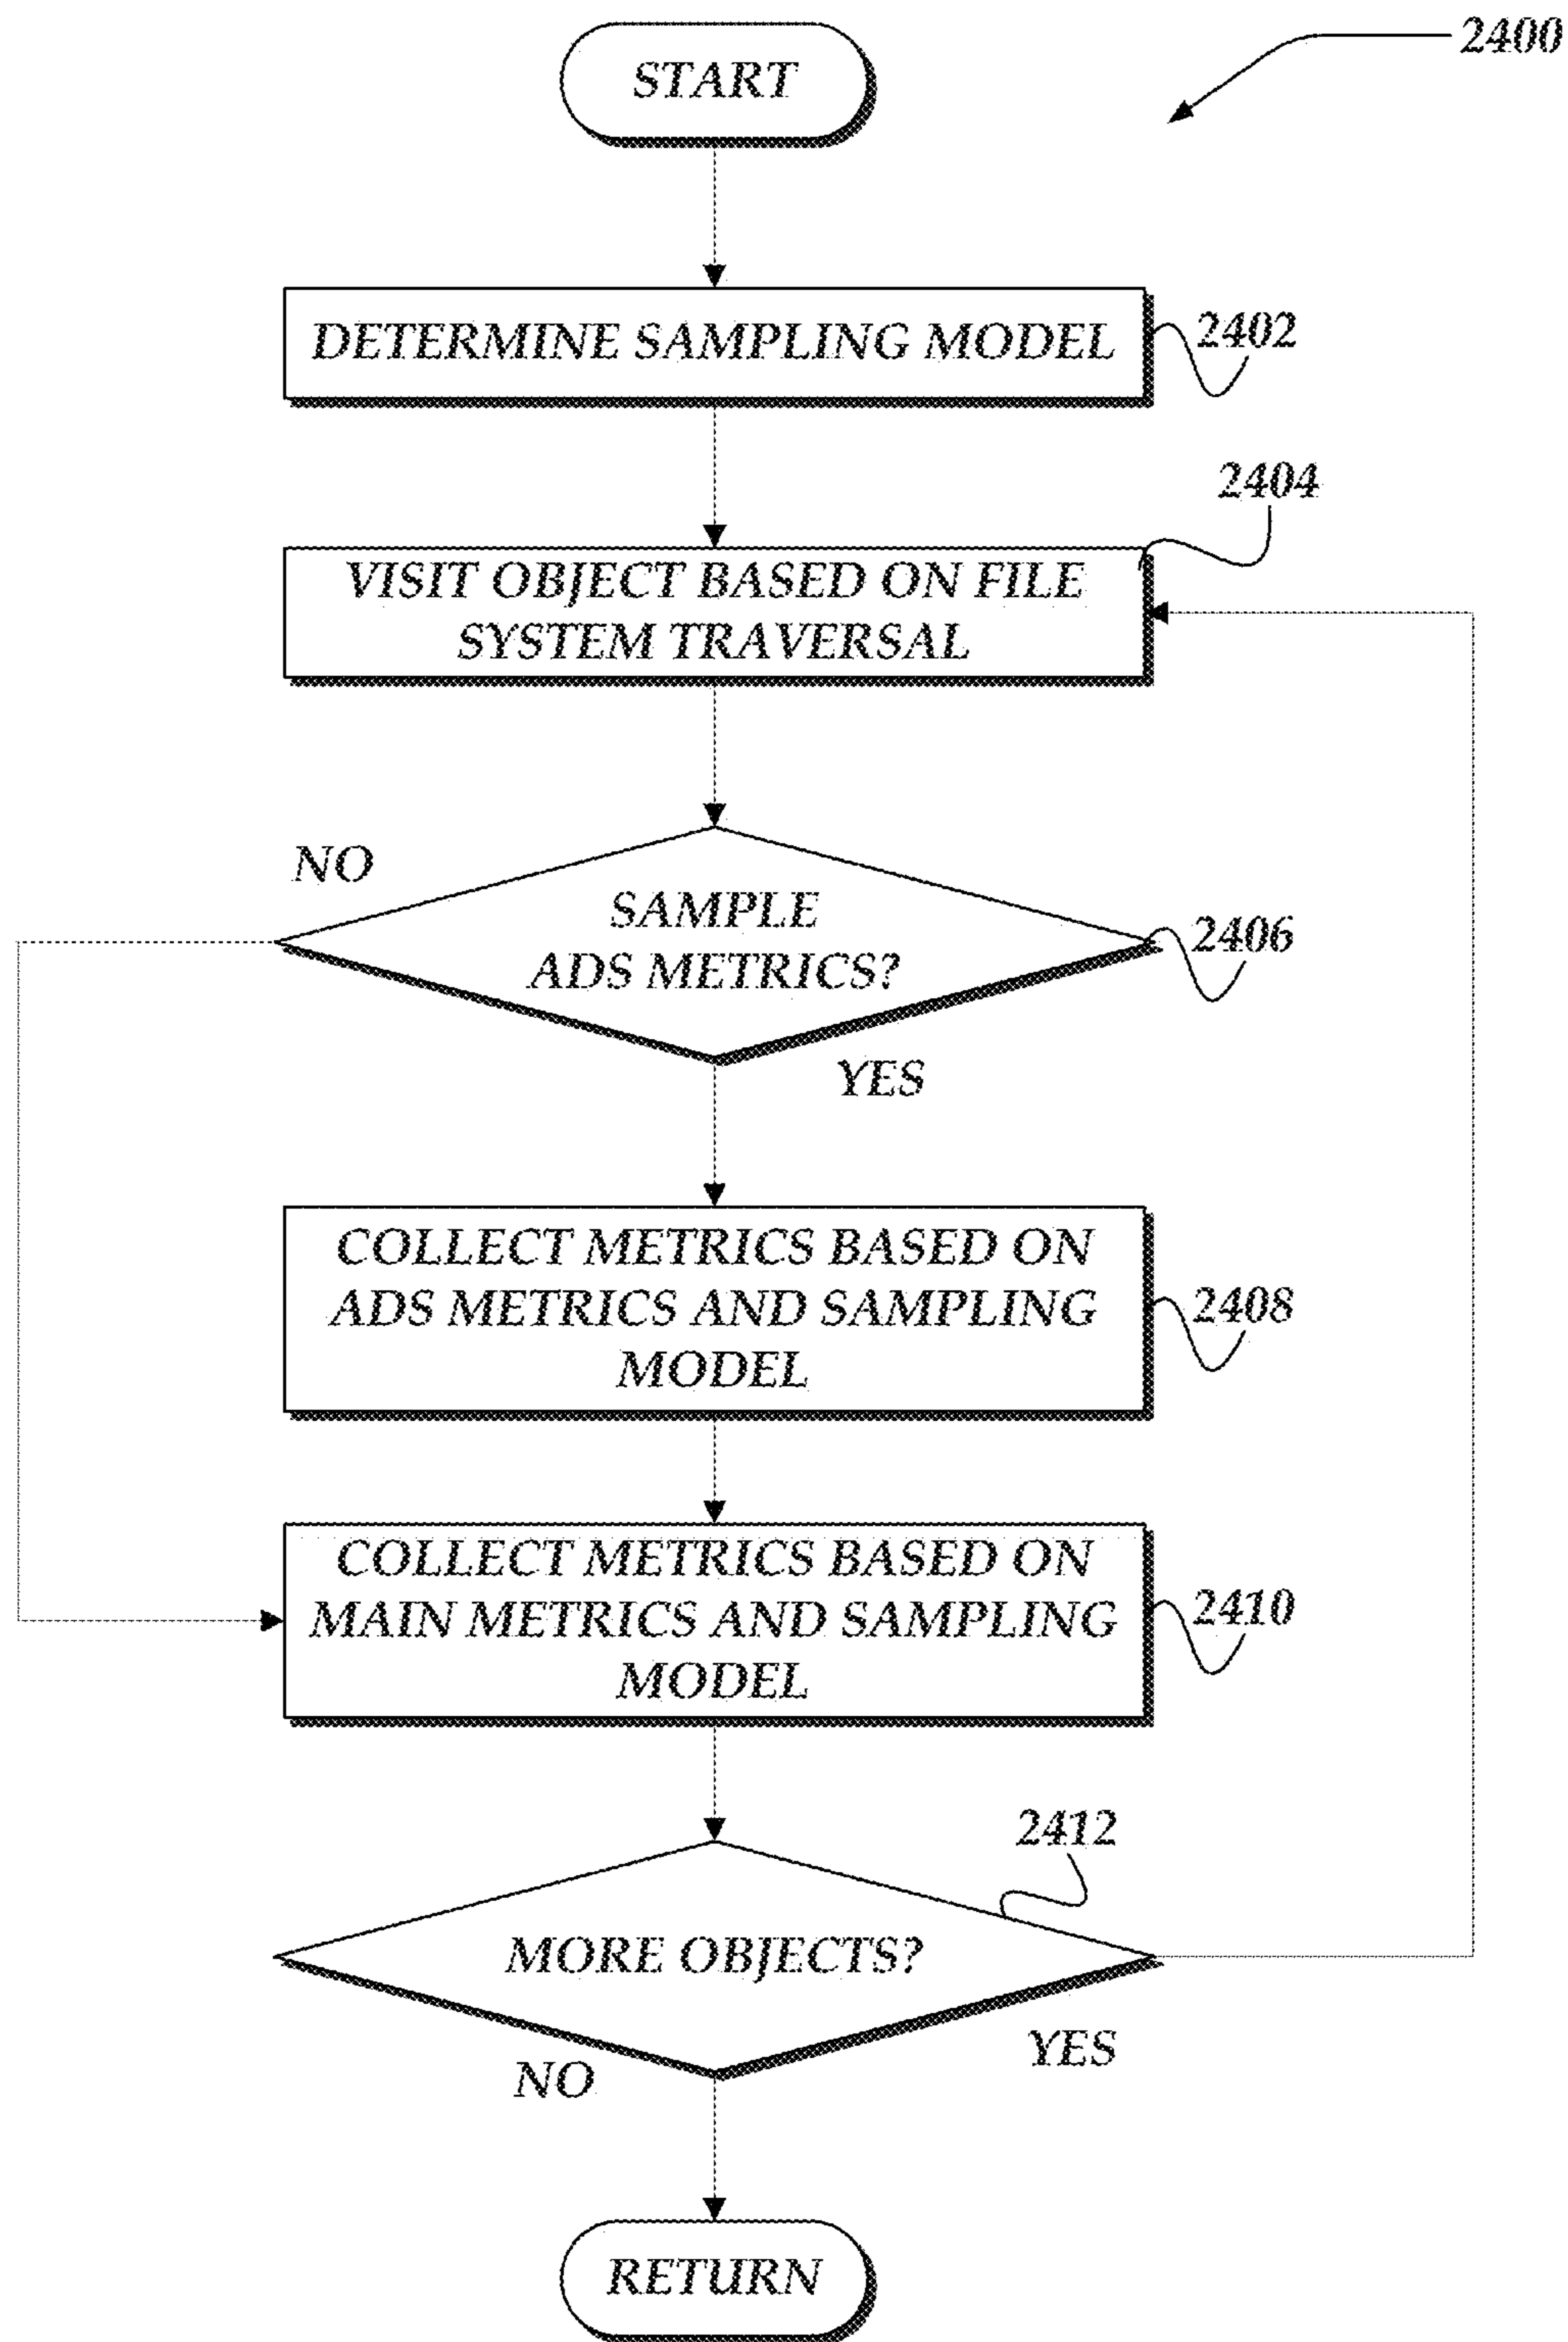 2400
START
DETERMINE SAMPLING MODEL
2402
2404
VISIT OBJECT BASED ON FILE
SYSTEM TRAVERSAL
NO
SAMPLE
ADS METRICS?
2406
YES
COLLECT METRICS BASED ON
ADS METRICS AND SAMPLING
MODEL
2408
COLLECT METRICS BASED ON
MAIN METRICS AND SAMPLING
MODEL
2410
2412
MORE OBJECTS?
YES
NO
RETURN